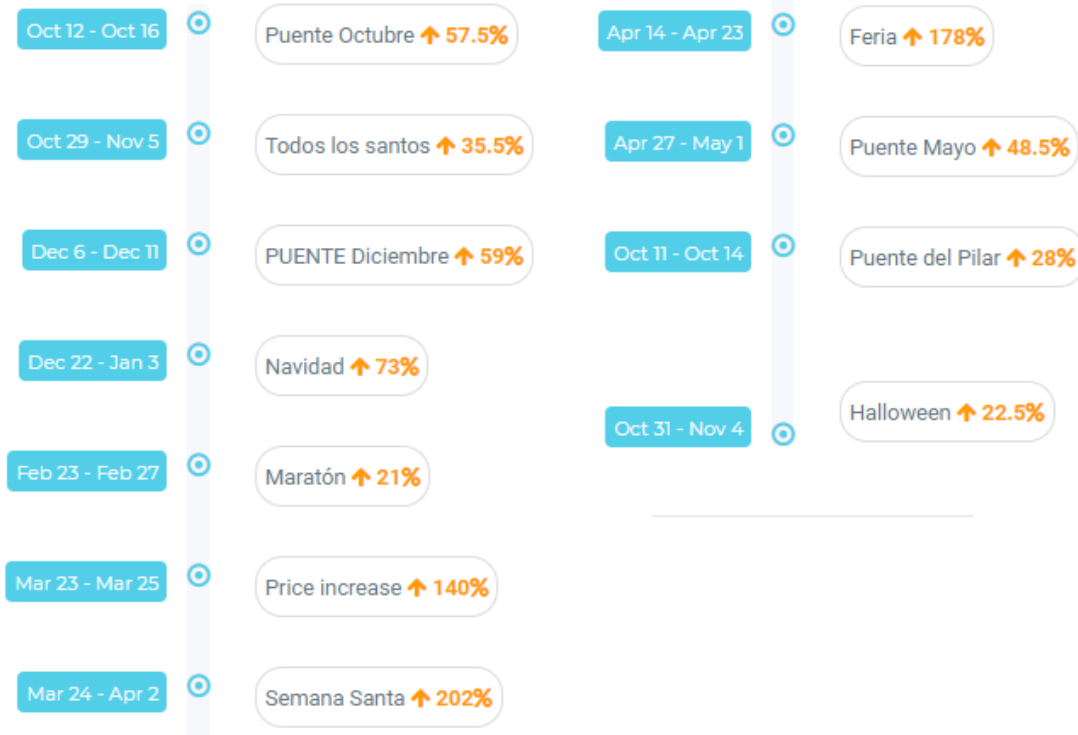 Oct 12 - Oct 16
Puente Octubre ↑ 57.5%
Oct 29 - Nov 5
Todos los santos ↑ 35.5%
Dec 6 - Dec 11
PUENTE Diciembre ↑ 59%
Dec 22 - Jan 3
Navidad ↑ 73%
Feb 23 - Feb 27
Maratón ↑ 21%
Mar 23 - Mar 25
Price increase ↑ 140%
Mar 24 - Apr 2
Semana Santa ↑ 202%
Apr 14 - Apr 23
Feria ↑ 178%
Apr 27 - May 1
Puente Mayo ↑ 48.5%
Oct 11 - Oct 14
Puente del Pilar ↑ 28%
Oct 31 - Nov 4
Halloween ↑ 22.5%